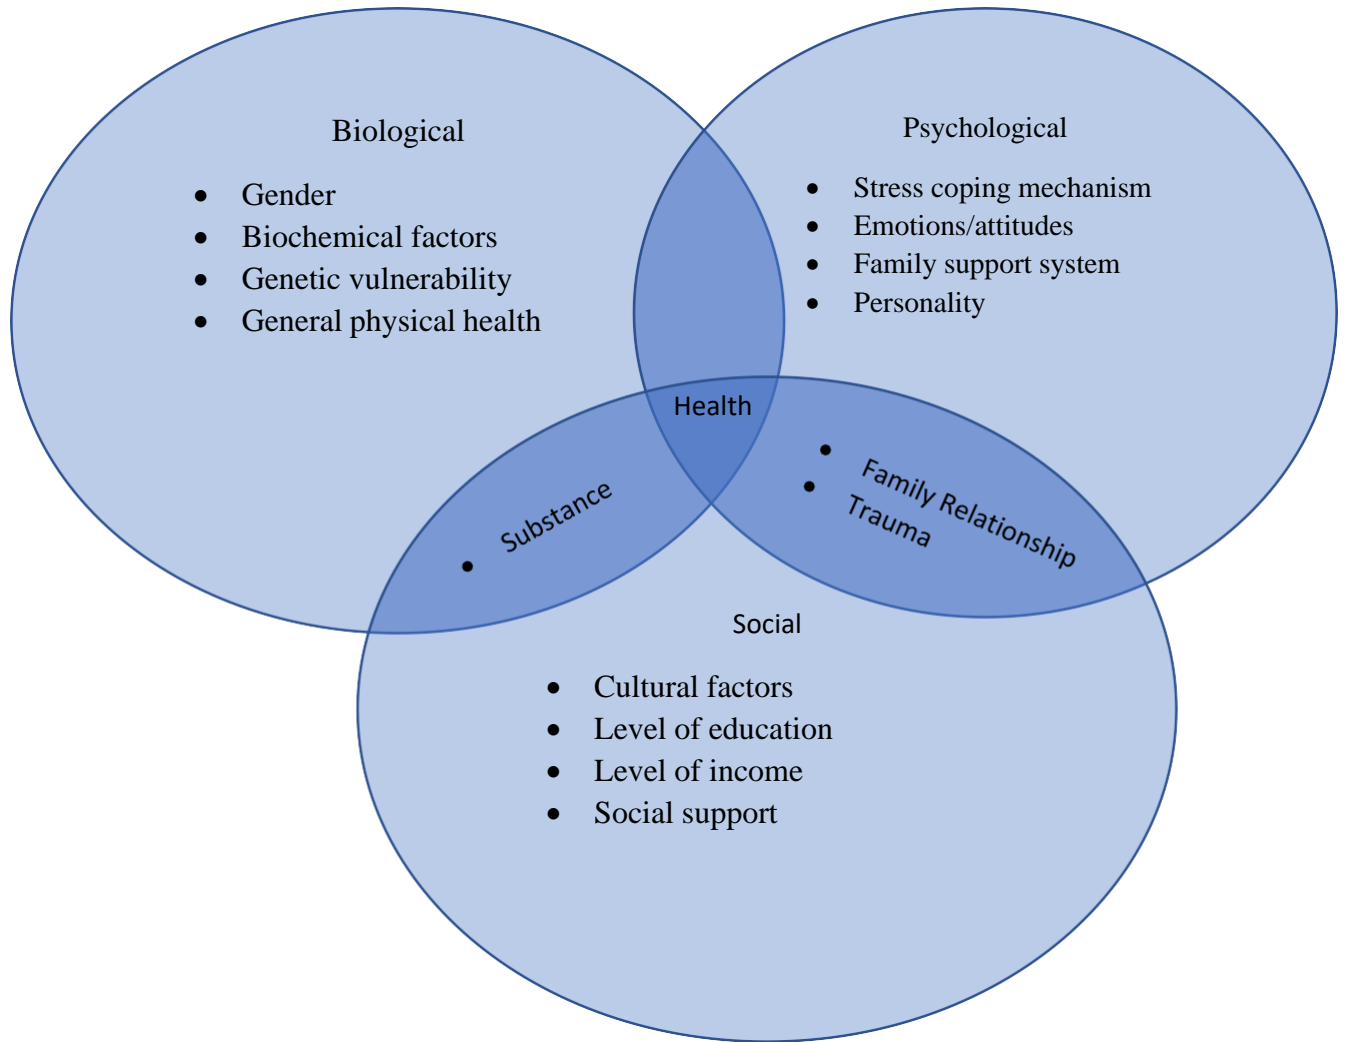 Biological
• Gender
• Biochemical factors
• Genetic vulnerability
• General physical health
Psychological
• Stress coping mechanism
• Emotions/attitudes
• Family support system
• Personality
Health
• Substance
• Family Relationship
• Trauma
Social
• Cultural factors
• Level of education
• Level of income
• Social support